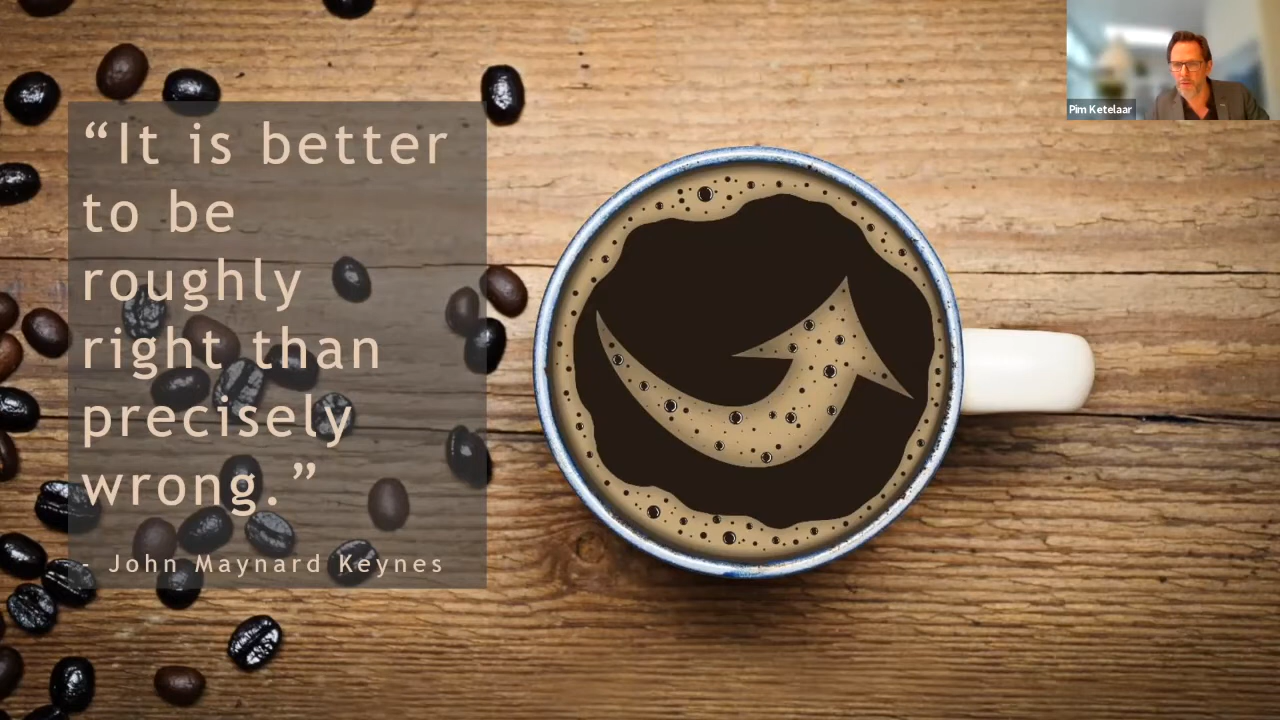 “It is better
to be
roughly
right than
precisely
wrong.”
- John Maynard Keynes
Pim Ketelaar